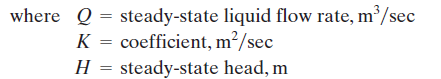 where Q = steady-state liquid flow rate, m³/sec
K = coefficient, m²/sec
H = steady-state head, m